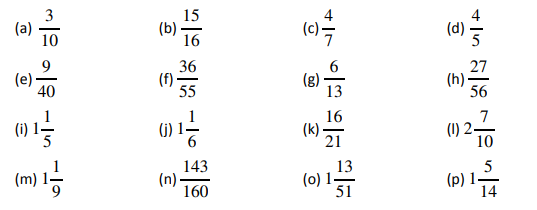 (a) 3/10 (b) 15/16 (c) 4/7 (d) 4/5
(e) 9/40 (f) 36/55 (g) 6/13 (h) 27/56
(i) 1 1/5 (j) 1 1/6 (k) 16/21 (l) 2 7/10
(m) 1 1/9 (n) 143/160 (o) 1 13/51 (p) 1 5/14